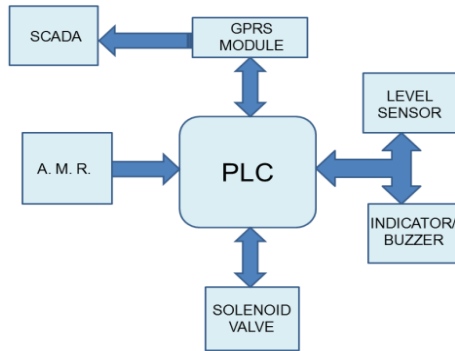 SCADA
GPRS
MODULE
LEVEL
SENSOR
A. M. R.
PLC
INDICATOR/
BUZZER
SOLENOID
VALVE